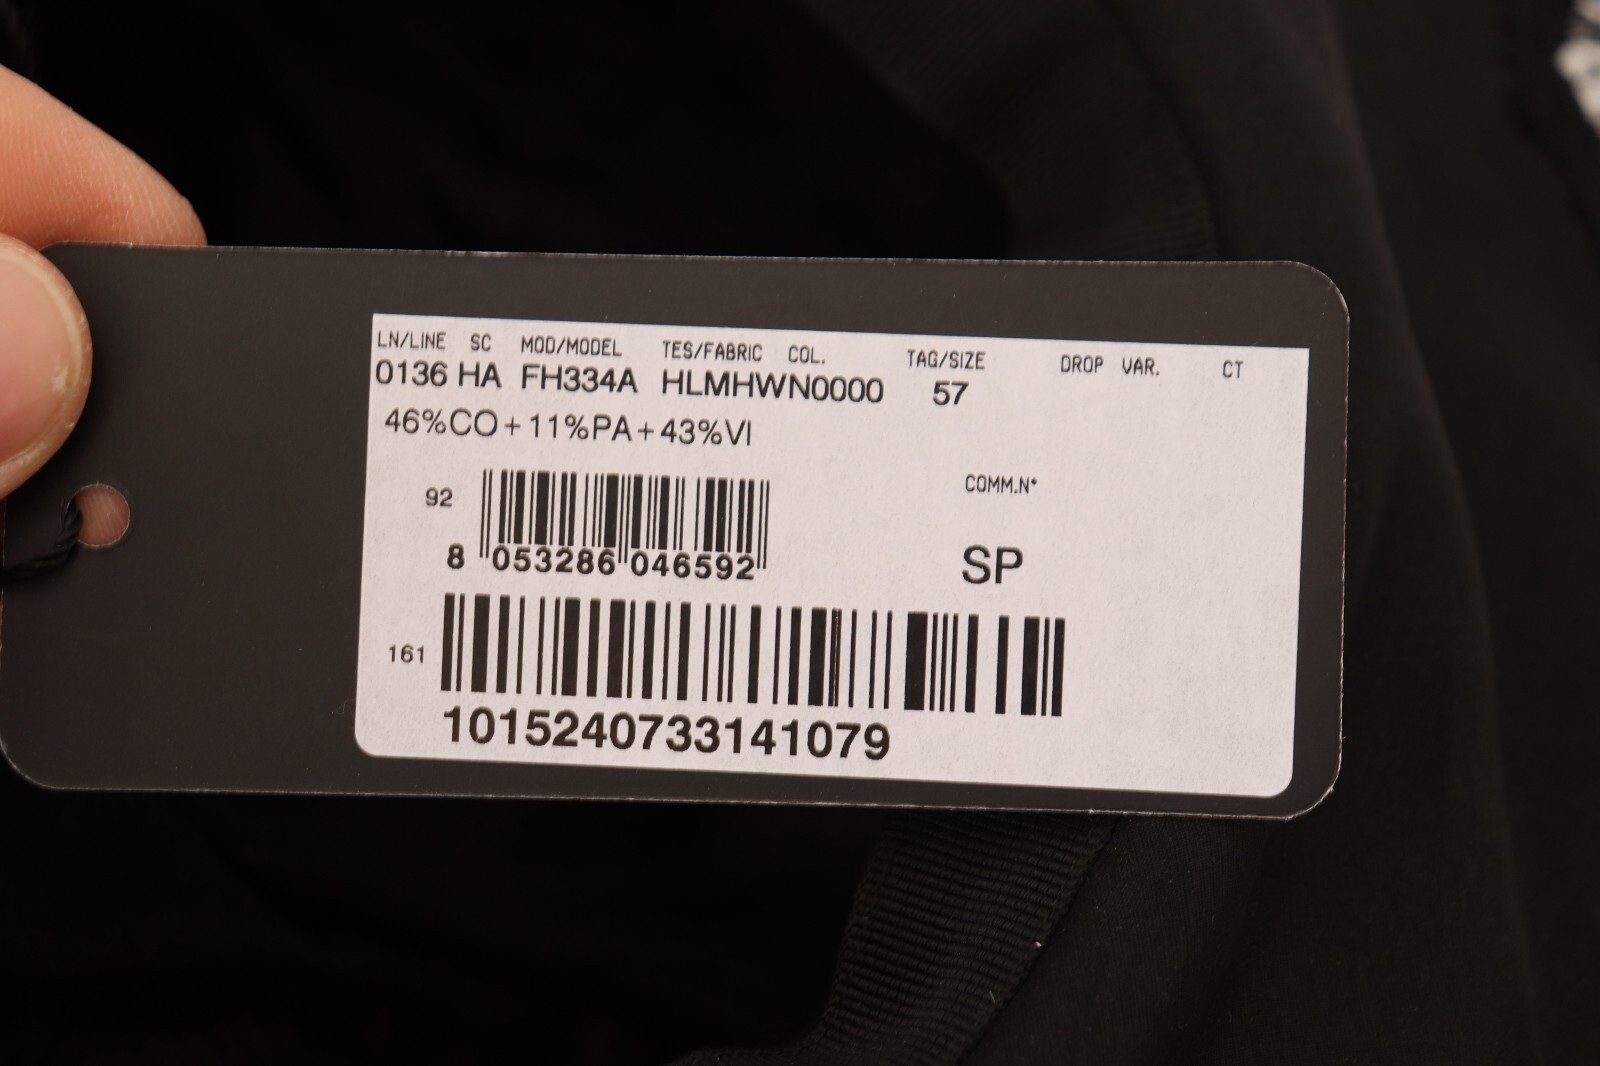 LN/LINE SC MOD/MODEL TES/FABRIC COL. TAG/SIZE DROP VAR. CT
0136 HA FH334A HLMHWN0000 57
46%CO+11%PA+43%VI
92 COMM.N°
8 053286 046592 SP
161
1015240733141079